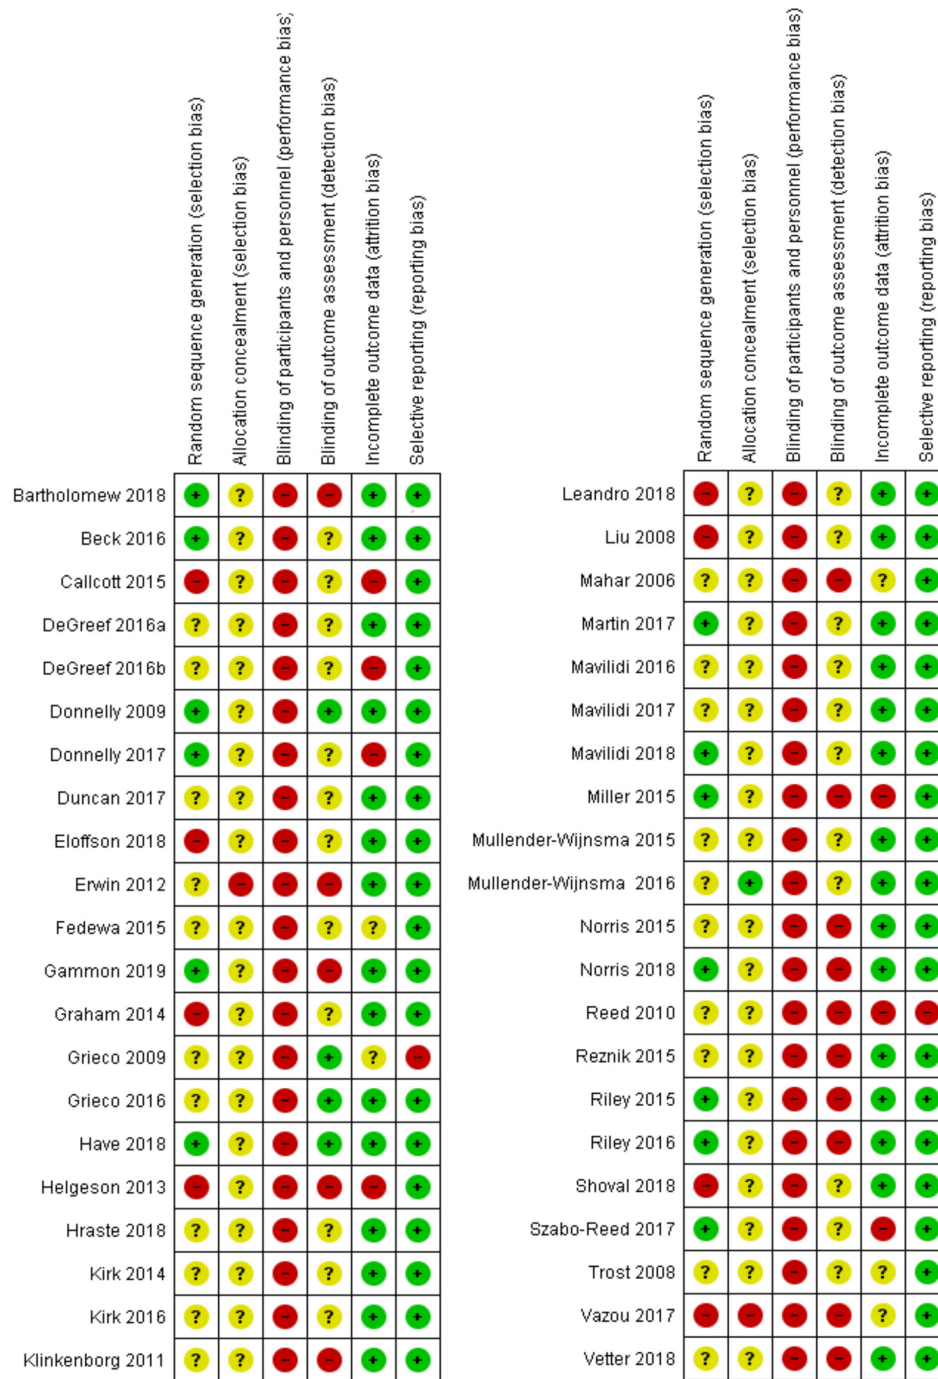 Random sequence generation (selection bias)
Allocation concealment (selection bias)
Blinding of participants and personnel (performance bias)
Blinding of outcome assessment (detection bias)
Incomplete outcome data (attrition bias)
Selective reporting (reporting bias)
Bartholomew 2018 + ? - - + +
Beck 2016 + ? - ? + +
Callcott 2015 - ? - ? - +
DeGreef 2016a ? ? - ? + +
DeGreef 2016b ? ? - ? - +
Donnelly 2009 + ? - + + +
Donnelly 2017 + ? - ? - +
Duncan 2017 ? ? - ? + +
Eloffson 2018 - ? - ? + +
Erwin 2012 ? - - - + +
Fedewa 2015 ? ? - ? ? +
Gammon 2019 + ? - - + +
Graham 2014 - ? - ? + +
Grieco 2009 ? ? - + ? -
Grieco 2016 ? ? - + + +
Have 2018 + ? - + + +
Helgeson 2013 - ? - - - +
Hraste 2018 ? ? - ? + +
Kirk 2014 ? ? - ? + +
Kirk 2016 ? ? - ? + +
Klinkenborg 2011 ? ? - - + +
Random sequence generation (selection bias)
Allocation concealment (selection bias)
Blinding of participants and personnel (performance bias)
Blinding of outcome assessment (detection bias)
Incomplete outcome data (attrition bias)
Selective reporting (reporting bias)
Leandro 2018 - ? - ? + +
Liu 2008 - ? - ? + +
Mahar 2006 ? ? - - ? +
Martin 2017 + ? - ? + +
Mavilidi 2016 ? ? - ? + +
Mavilidi 2017 ? ? - ? + +
Mavilidi 2018 + ? - ? + +
Miller 2015 + ? - - - +
Mullender-Wijnsma 2015 ? ? - ? + +
Mullender-Wijnsma 2016 ? + - ? + +
Norris 2015 ? ? - - + +
Norris 2018 + ? - - + +
Reed 2010 ? ? - - - -
Reznik 2015 ? ? - - + +
Riley 2015 + ? - - + +
Riley 2016 + ? - - + +
Shoval 2018 - ? - ? + +
Szabo-Reed 2017 + ? - ? - +
Trost 2008 ? ? - ? ? +
Vazou 2017 - - - - ? +
Vetter 2018 ? ? - - + +